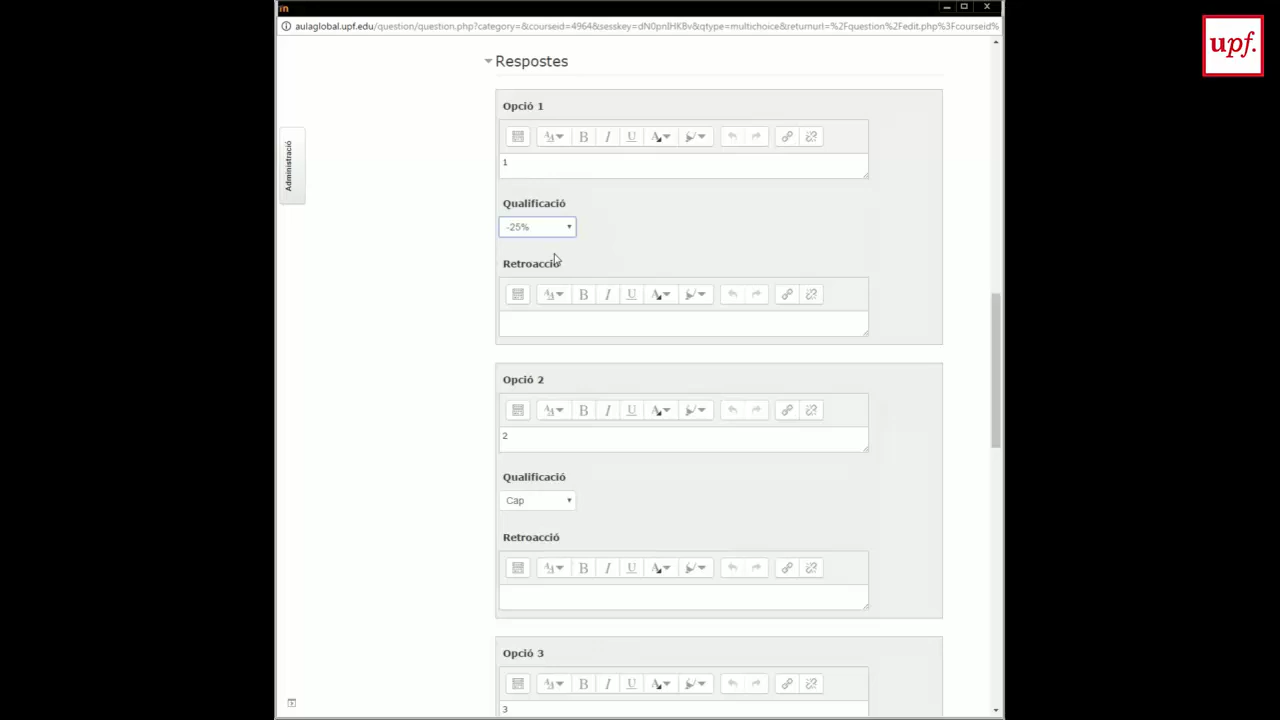 aulaglobal.upf.edu/question/question.php?category=&courseid=4964&sesskey=dN0pnIHK8v&qtype=multichoice&returnurl=%2Fquestion%2Fedit.php%3Fcourseid%
upf.
Respostes
Administració
Opció 1
B I U
1
Qualificació
-25%
Retroacció
B I U
Opció 2
B I U
2
Qualificació
Cap
Retroacció
B I U
Opció 3
B I U
3